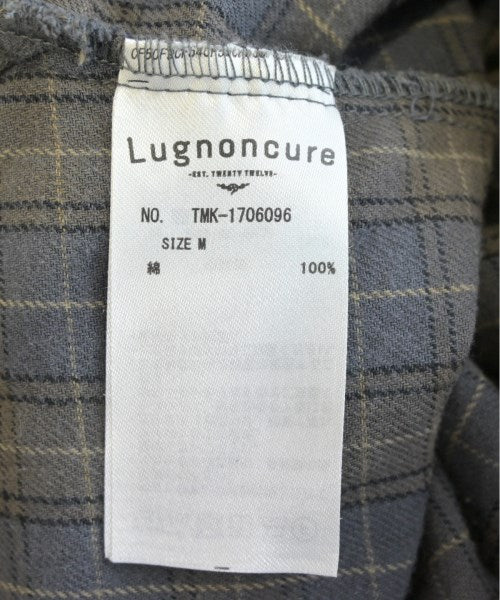 Lugnoncure
-EST. TWENTY TWELVE-
NO. TMK-1706096
SIZE M
綿 100%